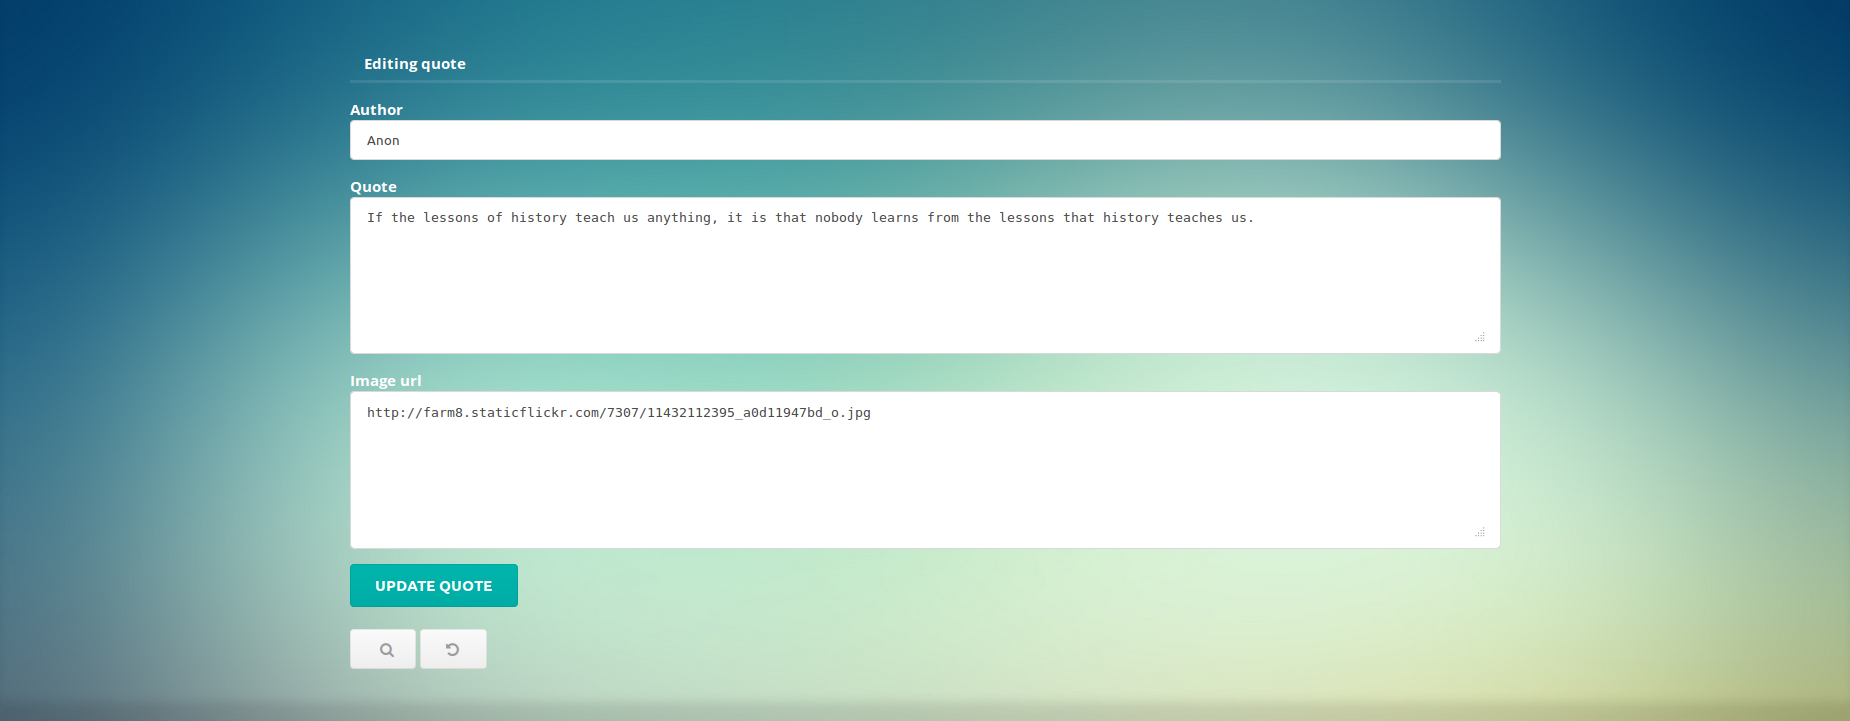 Editing quote
Author
Anon
Quote
If the lessons of history teach us anything, it is that nobody learns from the lessons that history teaches us.
Image url
http://farm8.staticflickr.com/7307/11432112395_a0d11947bd_o.jpg
UPDATE QUOTE